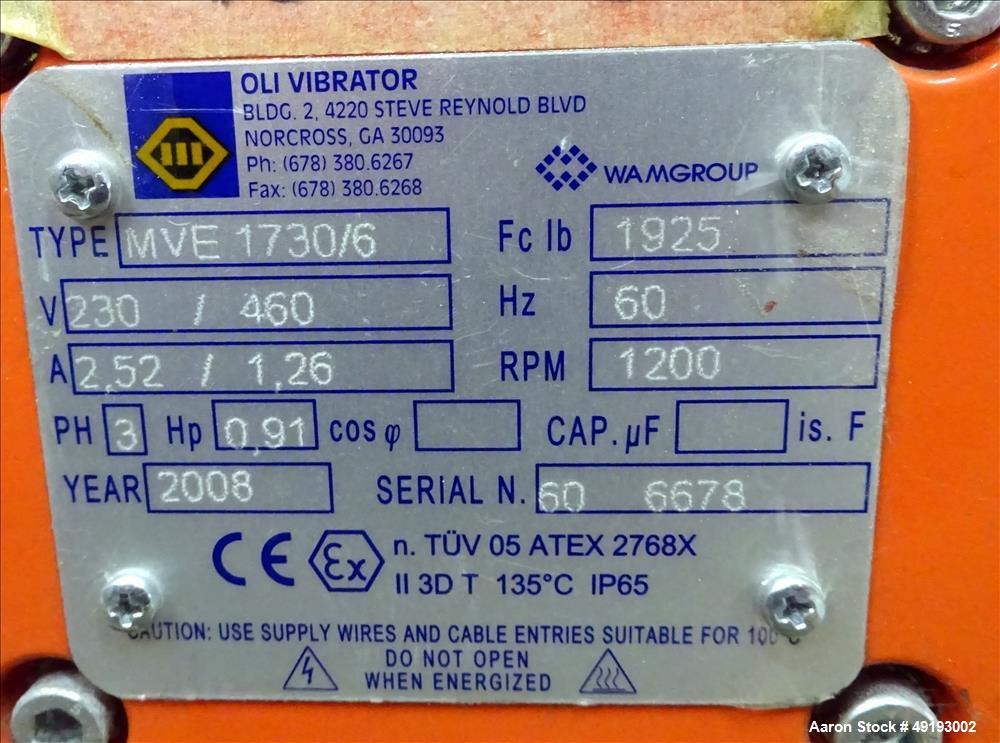 OLI VIBRATOR
BLDG. 2, 4220 STEVE REYNOLD BLVD
NORCROSS, GA 30093
Ph: (678) 380.6267
Fax: (678) 380.6268
WAMGROUP
TYPE MVE 1730/6 Fc lb 1925
V 230 / 460 Hz 60
A 2,52 / 1,26 RPM 1200
PH 3 Hp 0,91 cos φ CAP. µF is. F
YEAR 2008 SERIAL N. 60 6678
CE Ex n. TÜV 05 ATEX 2768X
II 3D T 135°C IP65
CAUTION: USE SUPPLY WIRES AND CABLE ENTRIES SUITABLE FOR 100°C
DO NOT OPEN
WHEN ENERGIZED
Aaron Stock # 49193002